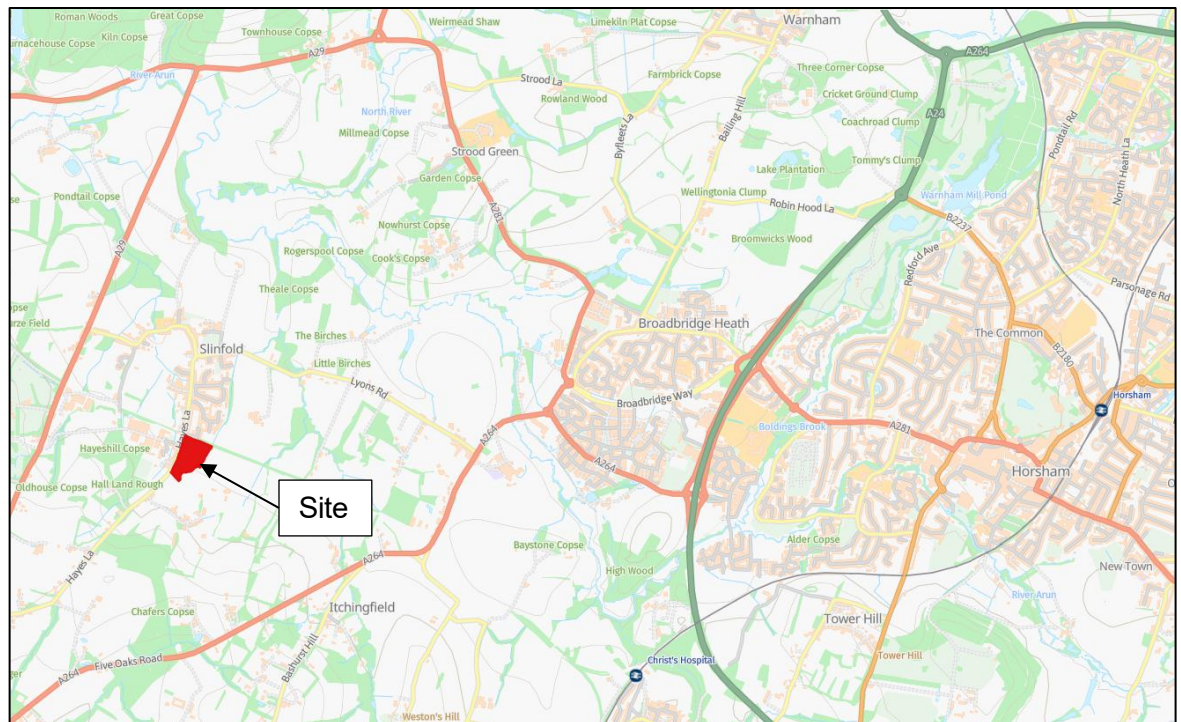 Roman Woods
Great Copse
Kiln Copse
Townhouse Copse
Weirmead Shaw
Limekiln Plat Copse
Warnham
A264
A29
River Arun
Strood La
Farmbrick Copse
Three Corner Copse
Rowland Wood
Cricket Ground Clump
North River
Byfleets La
Bailing Hill
A24
Coachroad Clump
Pondtail Rd
Millmead Copse
North Heath La
Strood Green
Tommy's Clump
Garden Copse
Lake Plantation
Pondtail Copse
Wellingtonia Clump
Warnham Mill Pond
Robin Hood La
A281
Nowhurst Copse
B2237
A29
Rogerspool Copse
Broomwicks Wood
Cook's Copse
Redford Ave
Theale Copse
Parsonage Rd
Broadbridge Heath
The Birches
The Common
Slinfold
Little Birches
B2180
Lyons Rd
Horsham
Broadbridge Way
Hayes La
Boldings Brook
A281
A264
Hayeshill Copse
A264
Horsham
Oldhouse Copse
Hall Land Rough
Site
Alder Copse
Baystone Copse
A264
High Wood
New Town
Hayes La
River Arun
Itchingfield
Chafers Copse
Tower Hill
Bashurst Hill
Five Oaks Road
Tower Hill
Christ's Hospital
A264
Weston's Hill